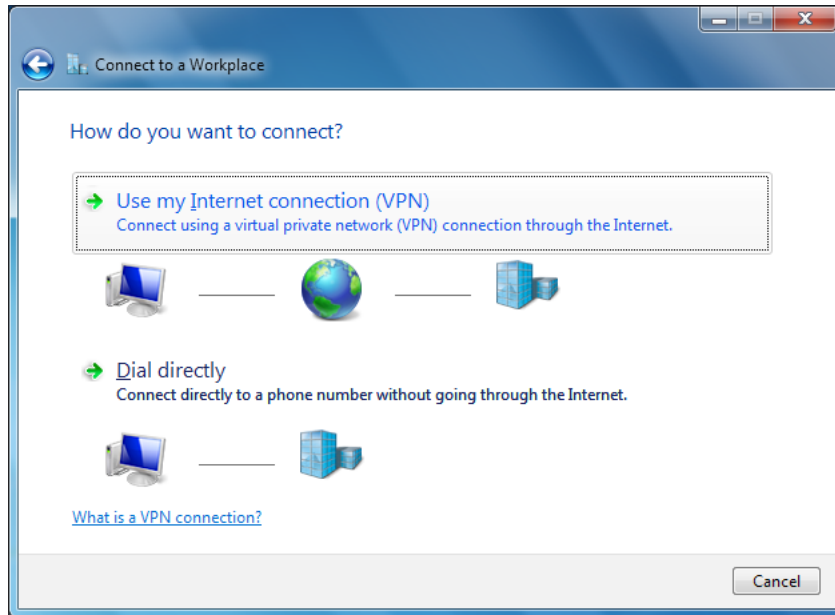 Connect to a Workplace
How do you want to connect?
Use my Internet connection (VPN)
Connect using a virtual private network (VPN) connection through the Internet.
Dial directly
Connect directly to a phone number without going through the Internet.
What is a VPN connection?
Cancel